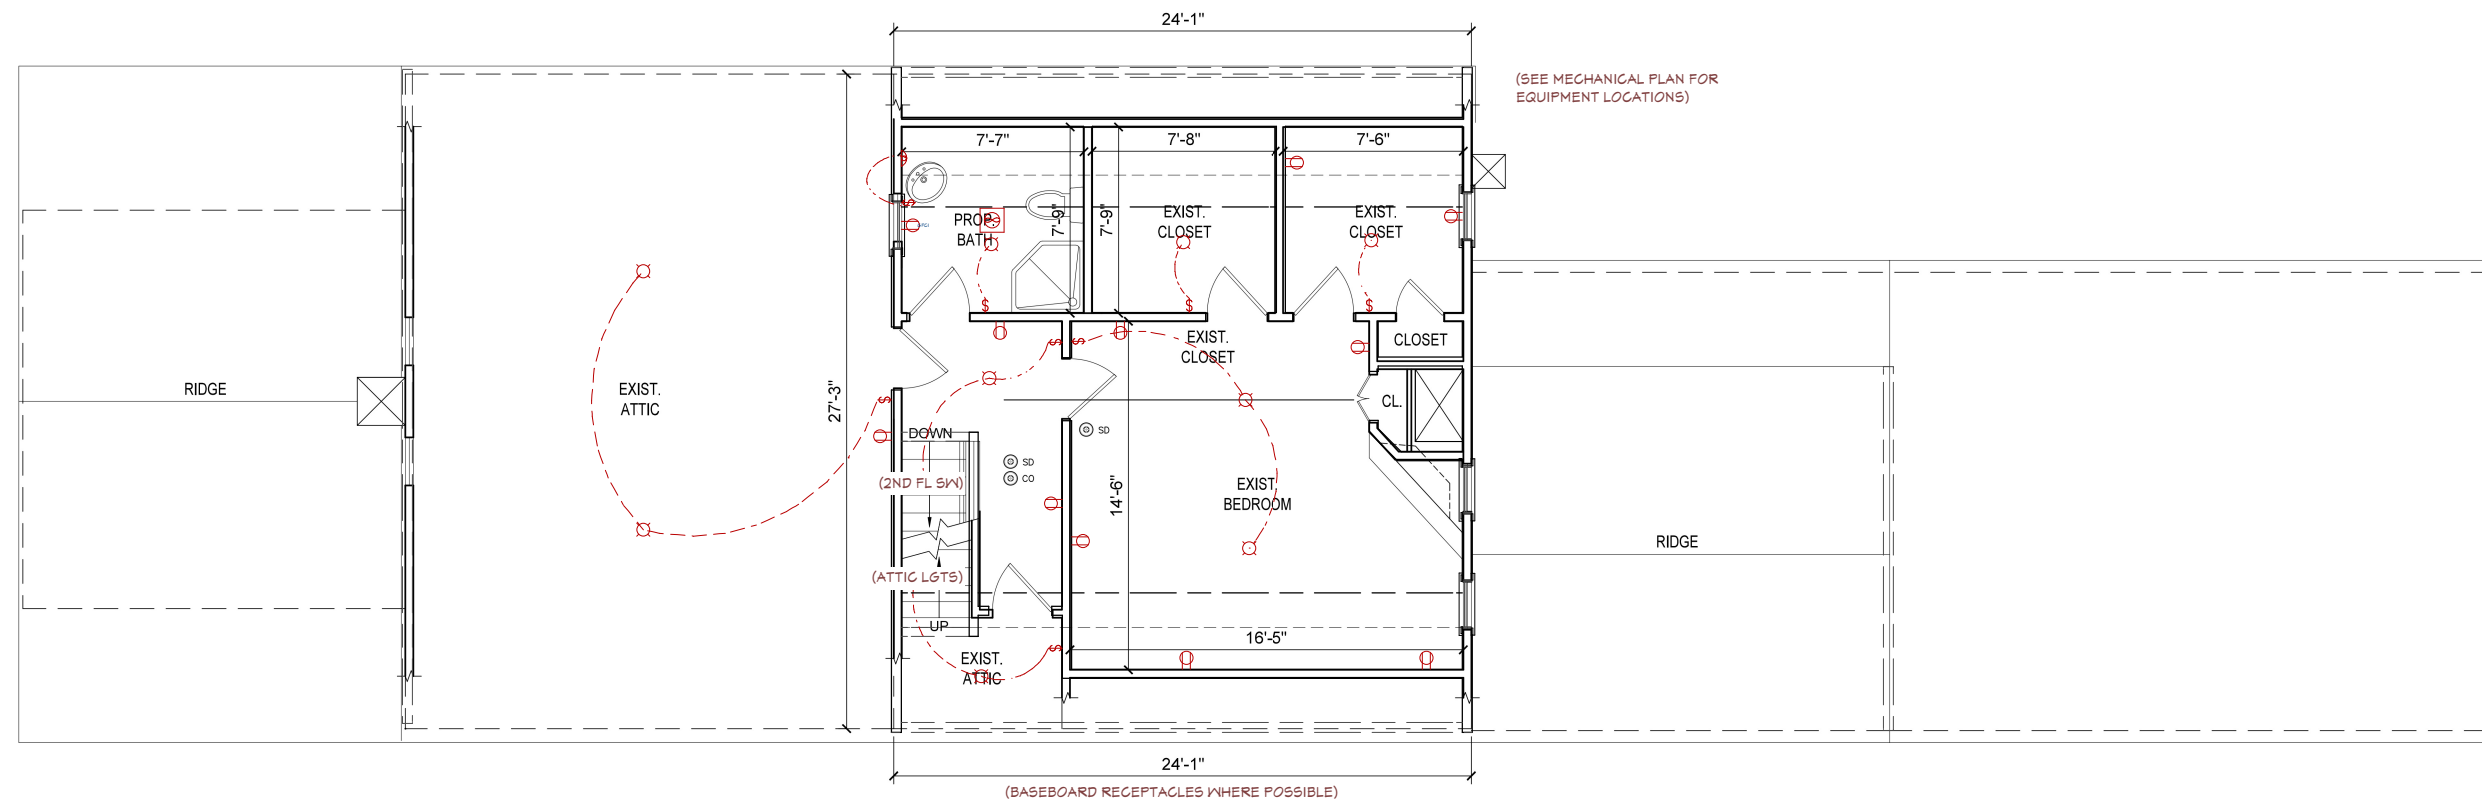 24'-1"
(SEE MECHANICAL PLAN FOR
EQUIPMENT LOCATIONS)
7'-7"
7'-8"
7'-6"
PROP.
BATH
7'-9"
7'-9"
EXIST.
CLOSET
EXIST.
CLOSET
$
$
$
$
$
EXIST.
CLOSET
CLOSET
$
$
RIDGE
EXIST.
ATTIC
27'-3"
$
CL.
DOWN
SD
SD
CO
(2ND FL SW)
14'-6"
EXIST.
BEDROOM
RIDGE
(ATTIC LGTS)
UP
16'-5"
$
EXIST.
ATTIC
24'-1"
(BASEBOARD RECEPTACLES WHERE POSSIBLE)